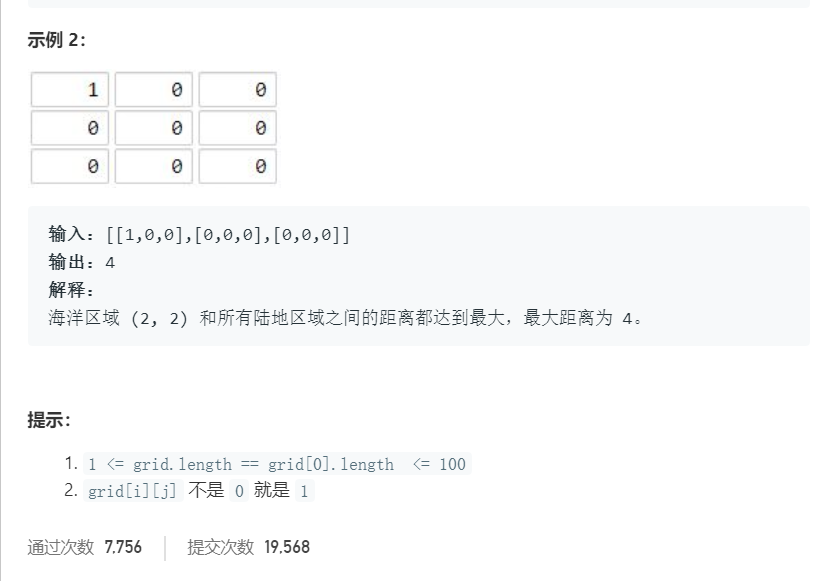 示例 2：
1 0 0
0 0 0
0 0 0
输入：[[1,0,0],[0,0,0],[0,0,0]]
输出：4
解释：
海洋区域 (2, 2) 和所有陆地区域之间的距离都达到最大，最大距离为 4。
提示：
1. 1 <= grid.length == grid[0].length <= 100
2. grid[i][j] 不是 0 就是 1
通过次数 7,756 提交次数 19,568